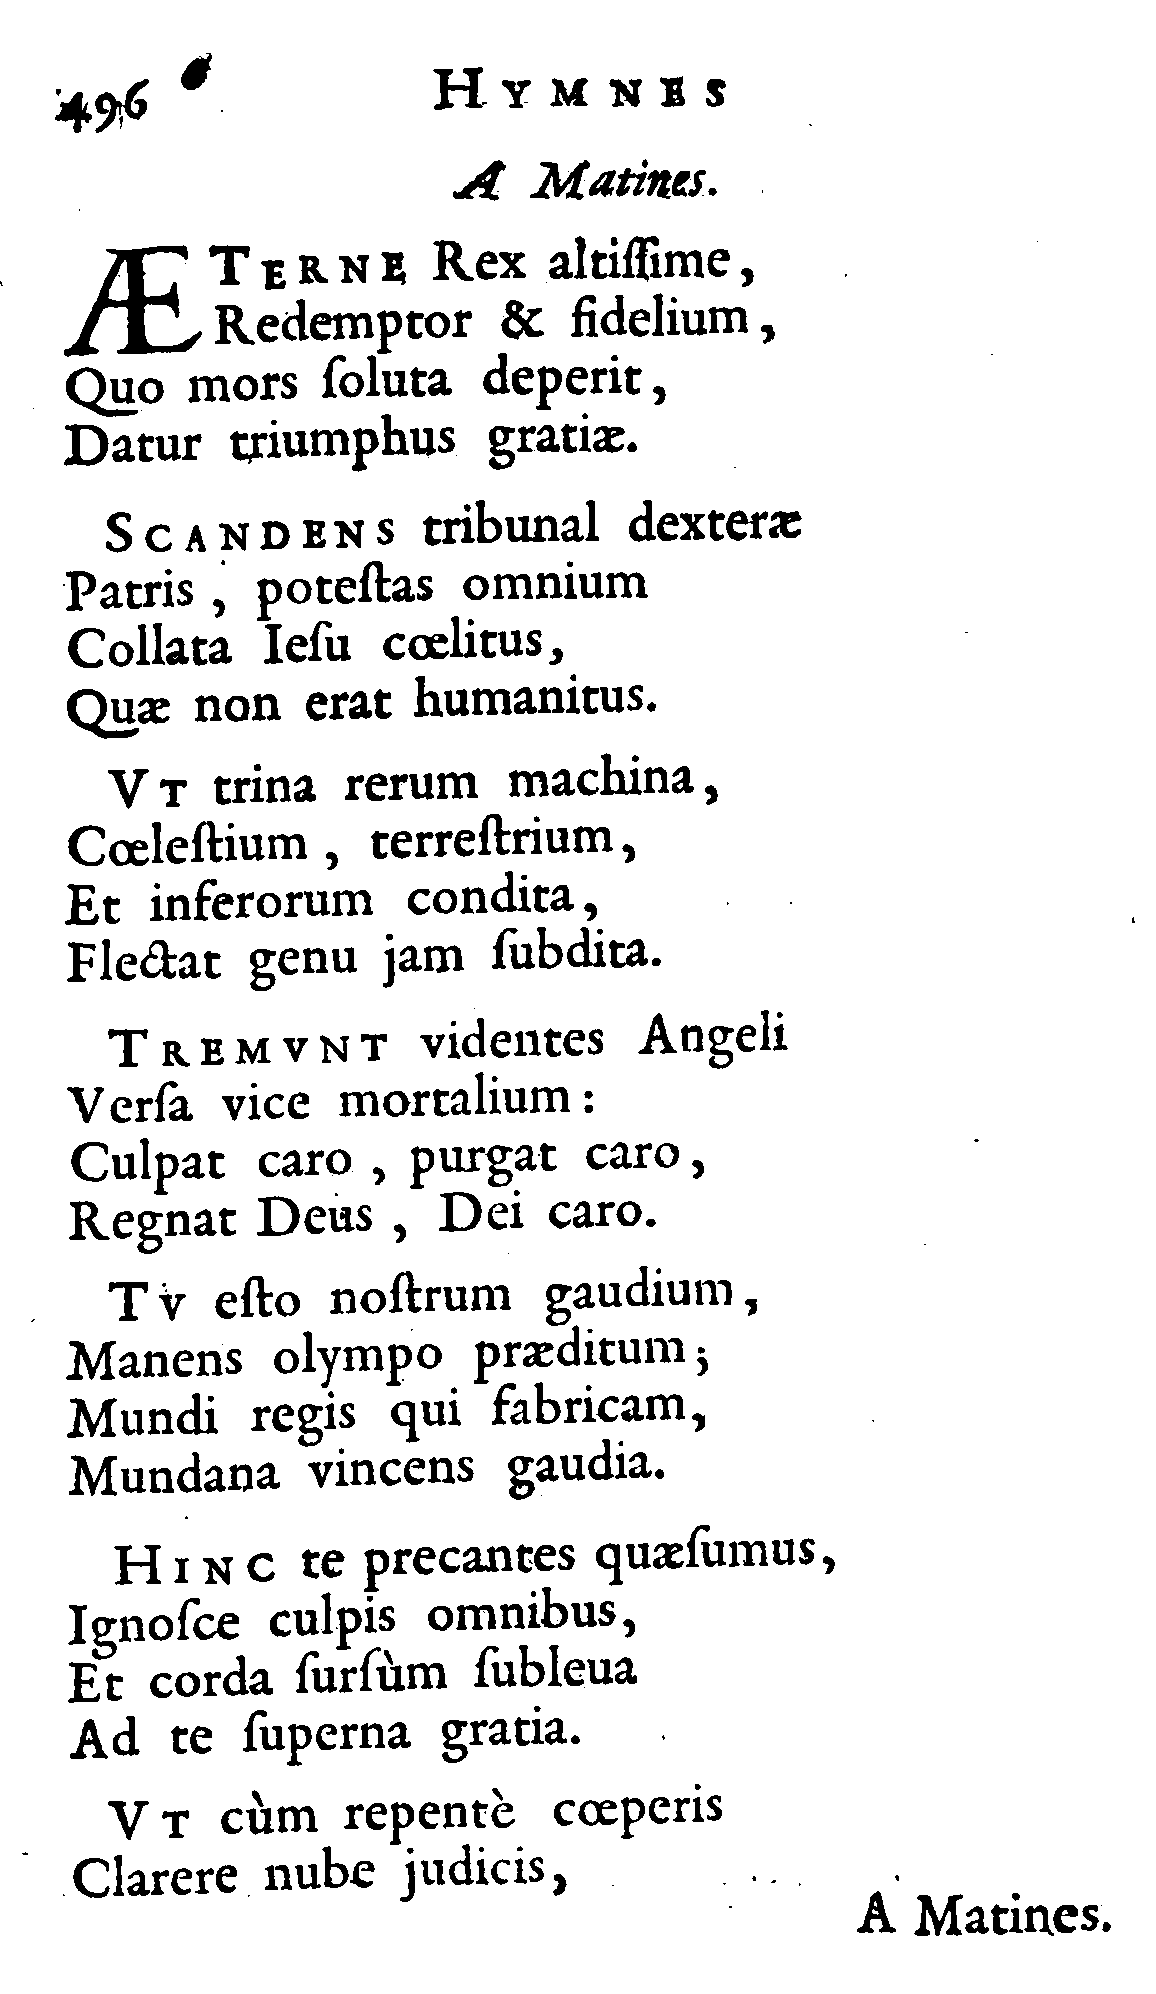 496 HYMNES
A Matines.
ÆTERNE Rex altiſſime,
Redemptor & fidelium,
Quo mors ſoluta deperit,
Datur triumphus gratiæ.
SCANDENS tribunal dexteræ
Patris, poteſtas omnium
Collata Ieſu cœlitus,
Quæ non erat humanitus.
VT trina rerum machina,
Cœleſtium, terreſtrium,
Et inferorum condita,
Flectat genu jam ſubdita.
TREMVNT videntes Angeli
Verſa vice mortalium:
Culpat caro, purgat caro,
Regnat Deus, Dei caro.
TV eſto noſtrum gaudium,
Manens olympo præditum;
Mundi regis qui fabricam,
Mundana vincens gaudia.
HINC te precantes quæſumus,
Ignoſce culpis omnibus,
Et corda ſurſùm ſubleua
Ad te ſuperna gratia.
VT cùm repentè cœperis
Clarere nube judicis,
A Matines.